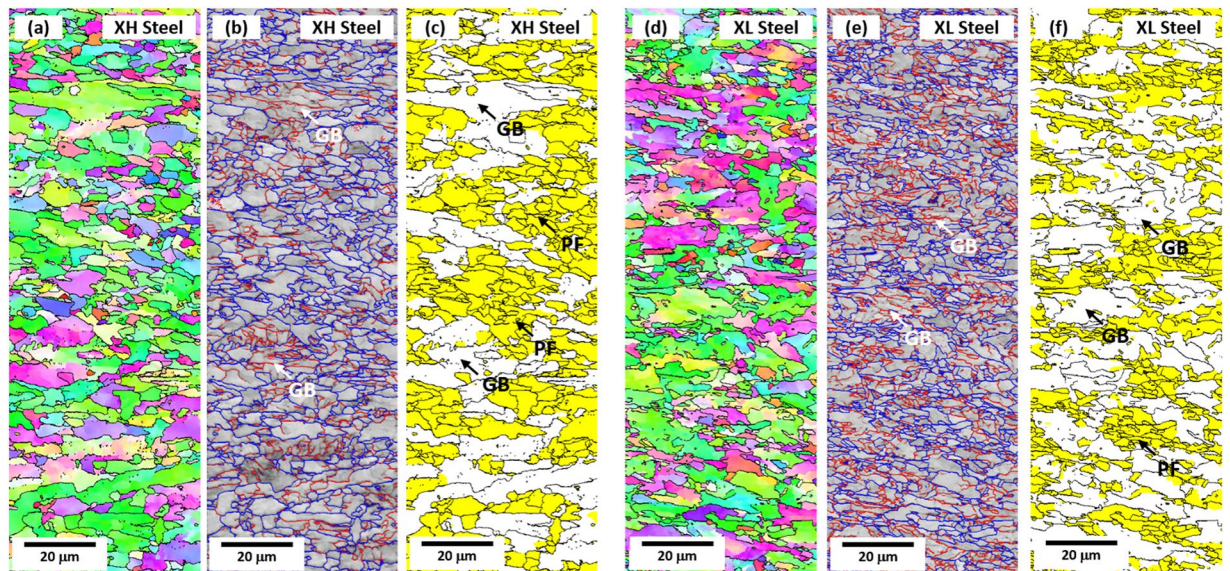 (a) XH Steel
(b) XH Steel
(c) XH Steel
(d) XL Steel
(e) XL Steel
(f) XL Steel
GB
GB
PF
GB
GB
PF
GB
GB
PF
GB
GB
PF
20 μm
20 μm
20 μm
20 μm
20 μm
20 μm